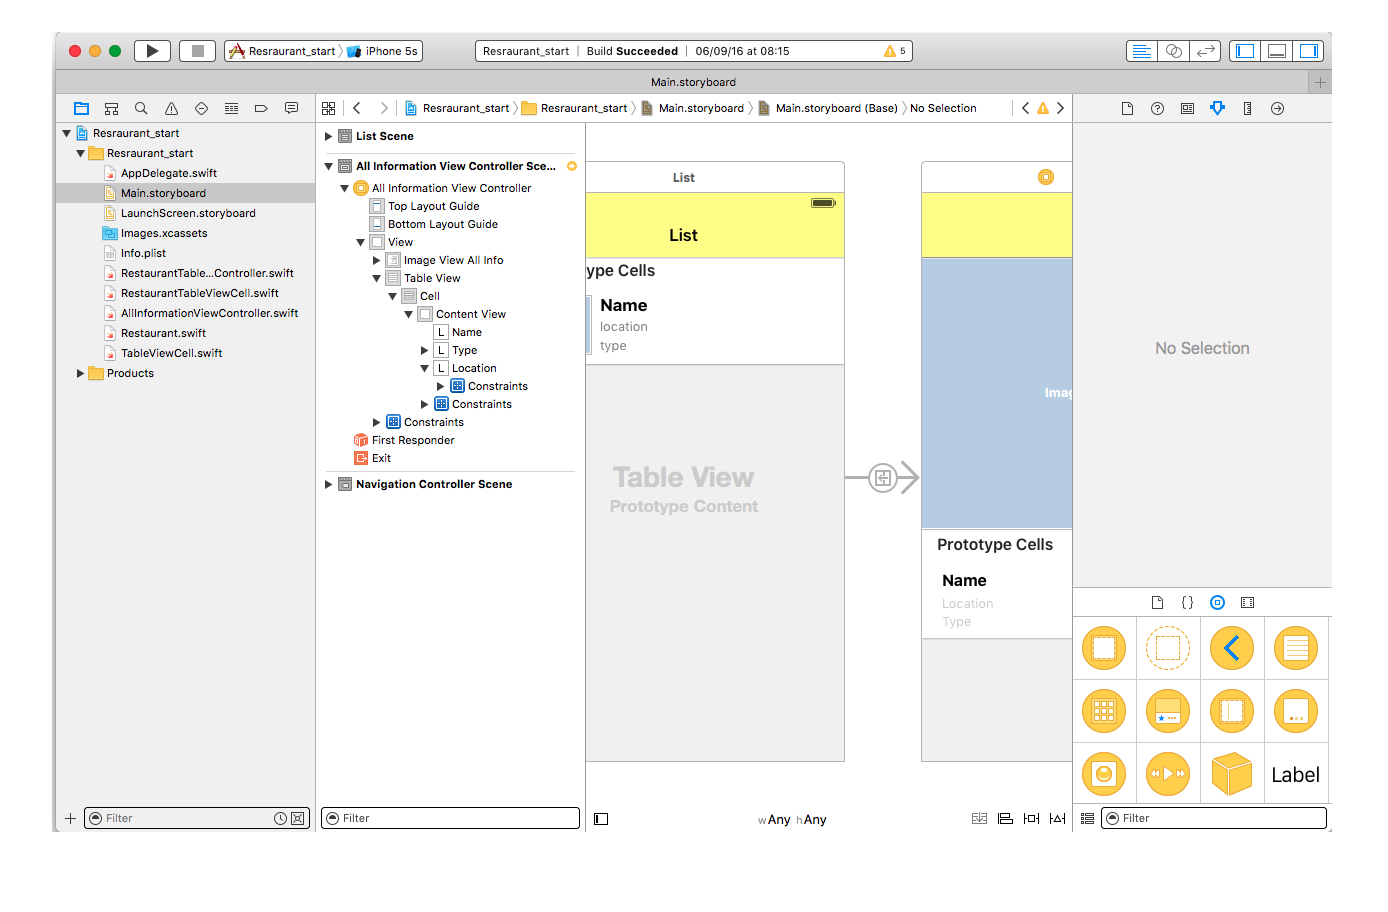 Resraurant_start iPhone 5s
Resraurant_start | Build Succeeded | 06/09/16 at 08:15
5
Main.storyboard
Resraurant_start Resraurant_start Main.storyboard Main.storyboard (Base) No Selection
Resraurant_start
Resraurant_start
AppDelegate.swift
Main.storyboard
LaunchScreen.storyboard
Images.xcassets
Info.plist
RestaurantTable...Controller.swift
RestaurantTableViewCell.swift
AllInformationViewController.swift
Restaurant.swift
TableViewCell.swift
Products
Filter
List Scene
All Information View Controller Sce...
All Information View Controller
Top Layout Guide
Bottom Layout Guide
View
Image View All Info
Table View
Cell
Content View
L Name
L Type
L Location
Constraints
Constraints
Constraints
First Responder
Exit
Navigation Controller Scene
Filter
List
List
ype Cells
Name
location
type
Table View
Prototype Content
Imag
Prototype Cells
Name
Location
Type
wAny hAny
No Selection
{}
Label
Filter